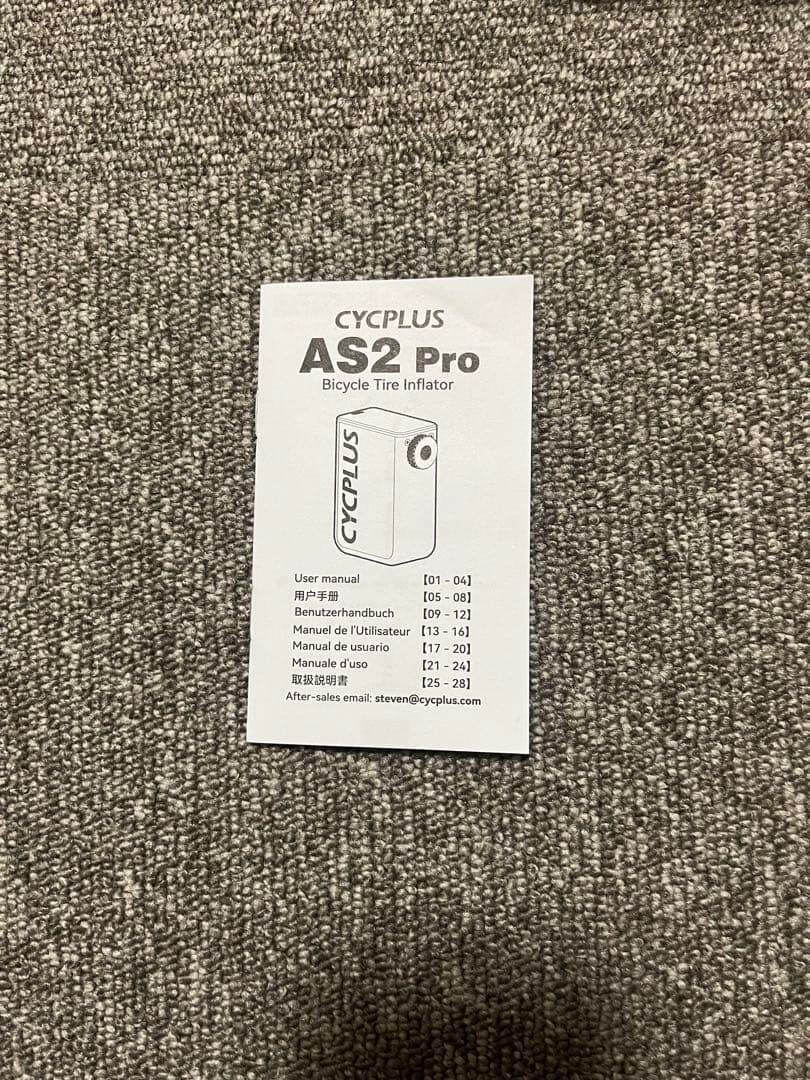 CYCPLUS
AS2 Pro
Bicycle Tire Inflator
CYCPLUS
User manual 【01 - 04】
用户手册 【05 - 08】
Benutzerhandbuch 【09 - 12】
Manuel de l'Utilisateur 【13 - 16】
Manual de usuario 【17 - 20】
Manuale d'uso 【21 - 24】
取扱説明書 【25 - 28】
After-sales email: steven@cycplus.com